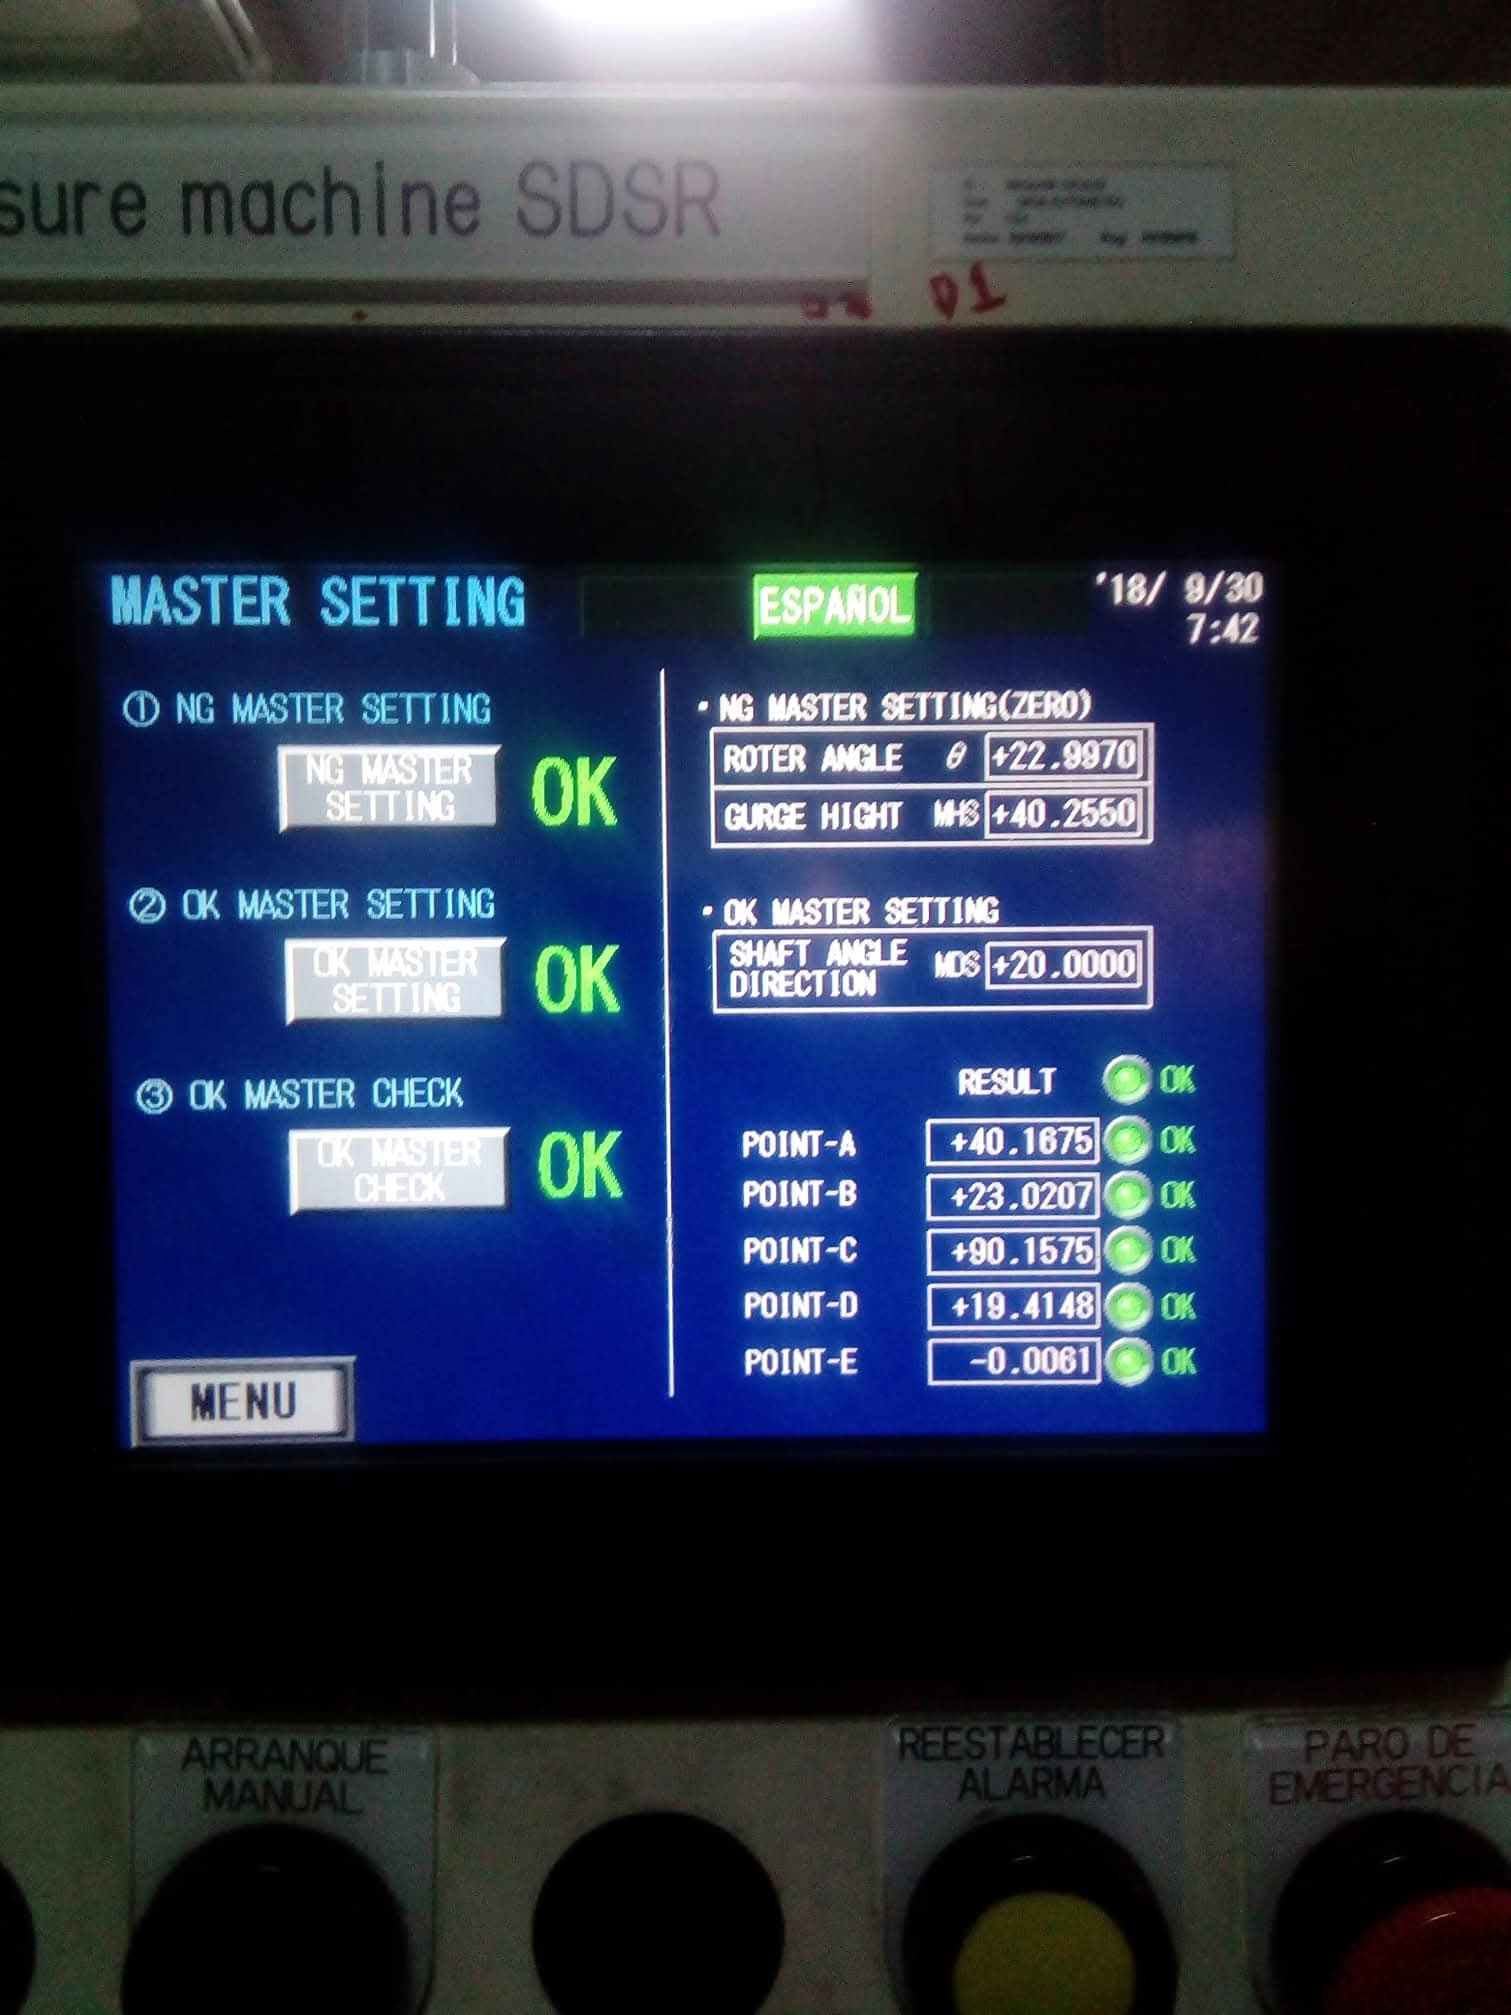 sure machine SDSR
MASTER SETTING
ESPAÑOL
'18/ 9/30
7:42
① NG MASTER SETTING
NG MASTER
SETTING
OK
② OK MASTER SETTING
OK MASTER
SETTING
OK
③ OK MASTER CHECK
OK MASTER
CHECK
OK
MENU
・NG MASTER SETTING(ZERO)
ROTER ANGLE θ +22.9970
GURGE HIGHT MHS +40.2550
・OK MASTER SETTING
SHAFT ANGLE
DIRECTION MDS +20.0000
RESULT OK
POINT-A +40.1675 OK
POINT-B +23.0207 OK
POINT-C +90.1575 OK
POINT-D +19.4148 OK
POINT-E -0.0061 OK
ARRANQUE
MANUAL
REESTABLECER
ALARMA
PARO DE
EMERGENCIA